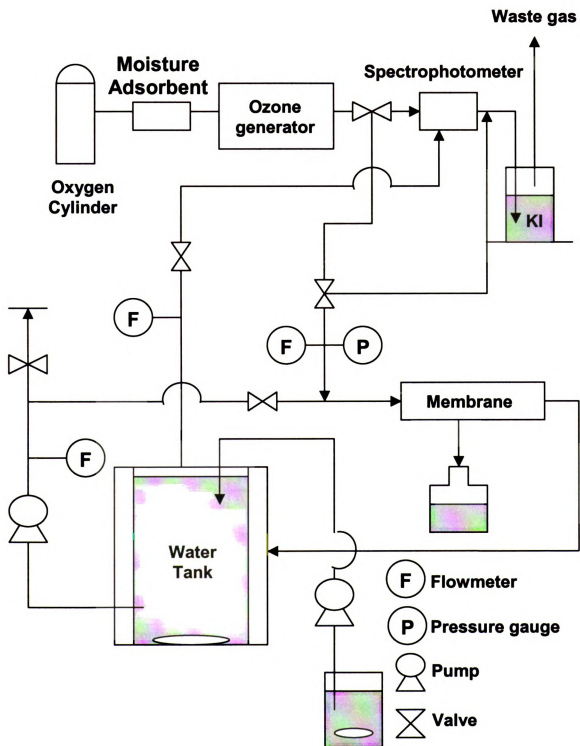 Waste gas
Moisture
Adsorbent
Spectrophotometer
Ozone
generator
Oxygen
Cylinder
KI
F
F
P
Membrane
F
Water
Tank
F Flowmeter
P Pressure gauge
Pump
Valve